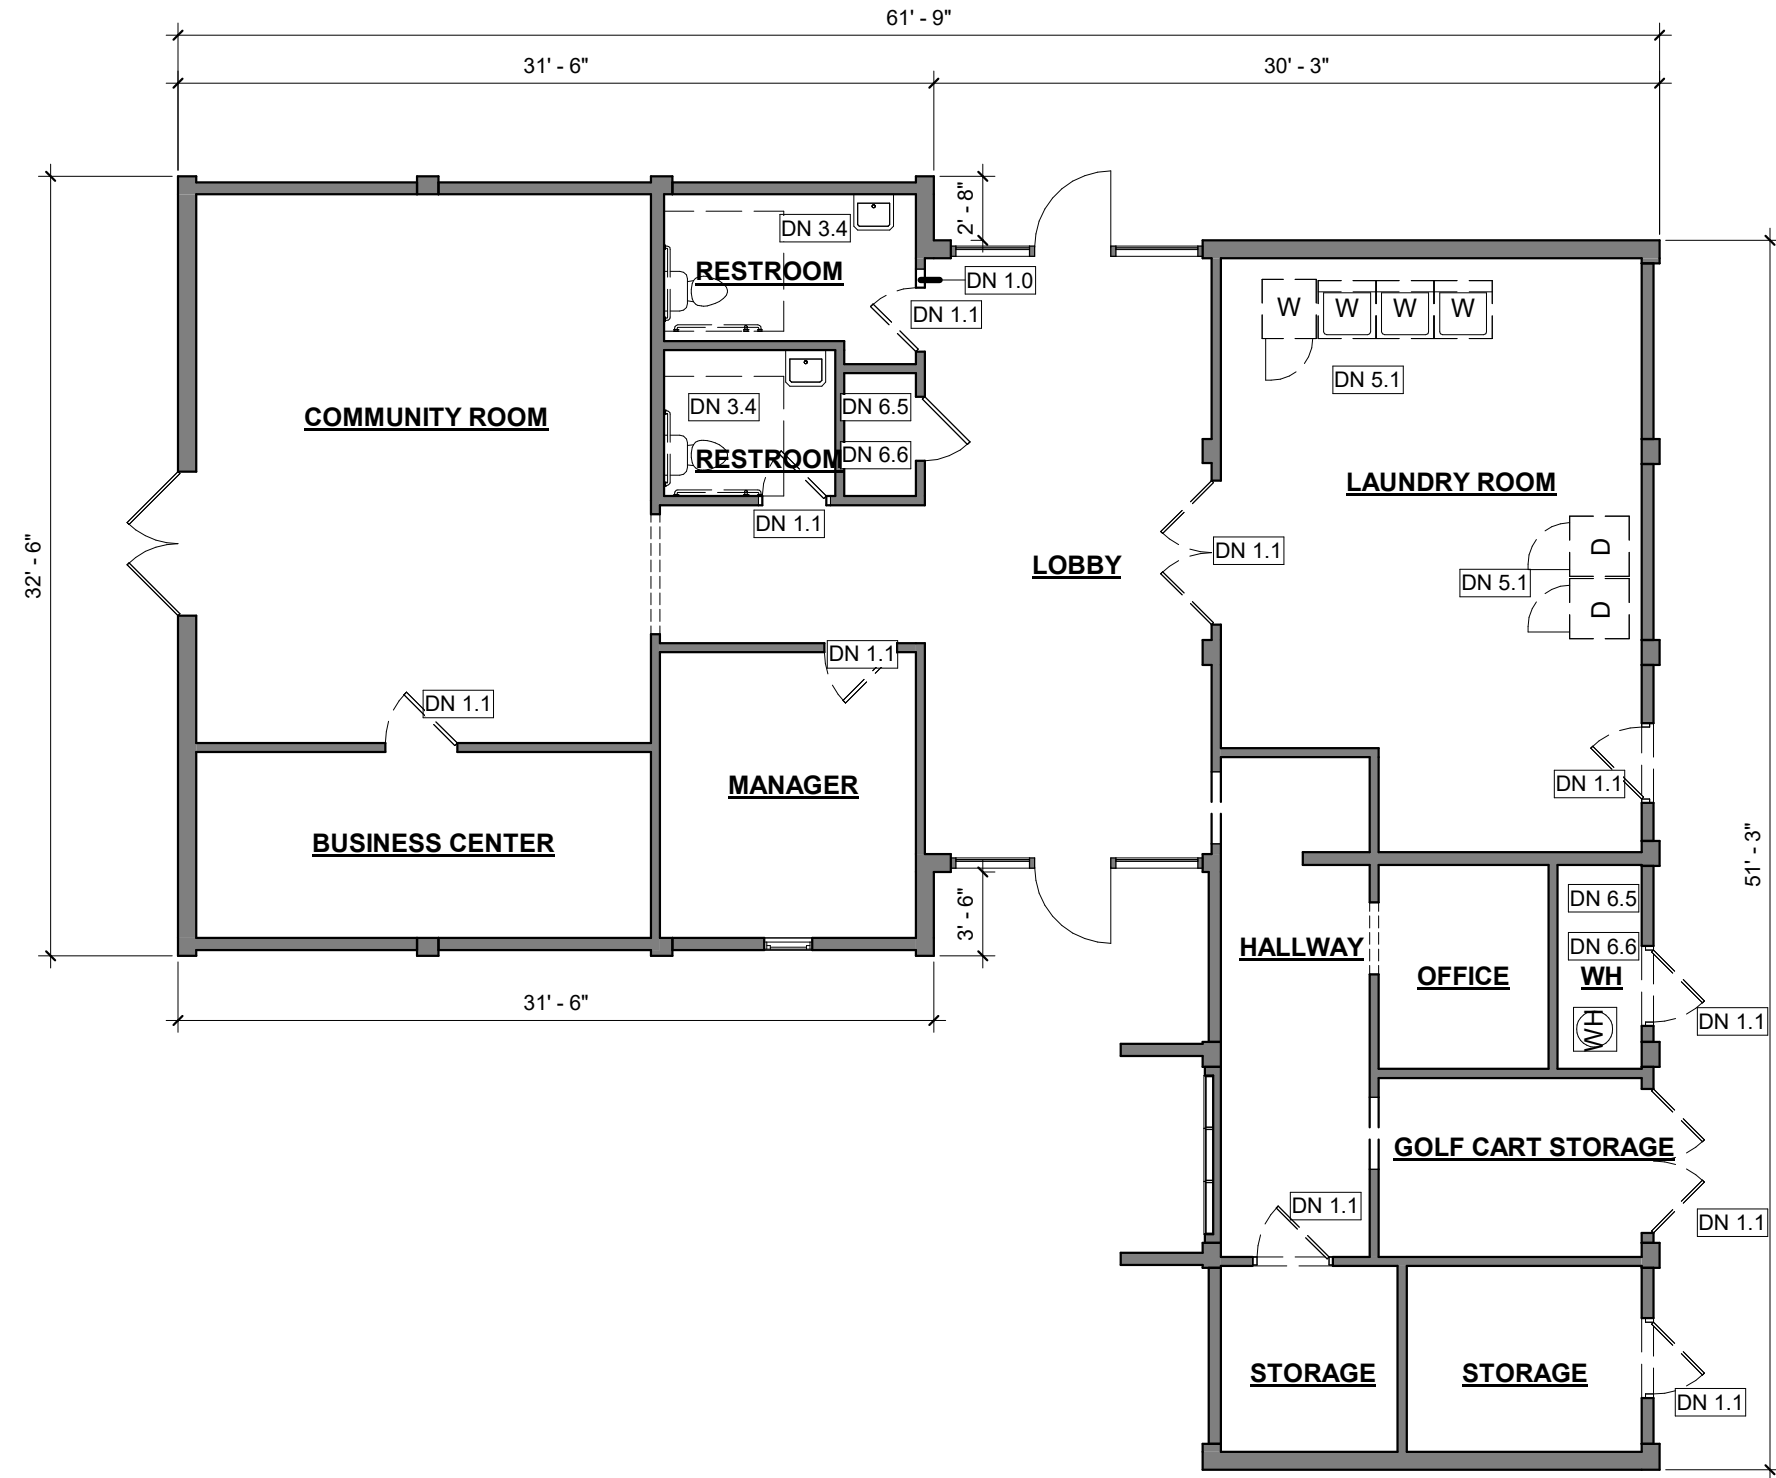 61' - 9"
31' - 6"
30' - 3"
2' - 8"
DN 3.4
RESTROOM
DN 1.0
DN 1.1
W
W
W
W
DN 5.1
COMMUNITY ROOM
DN 3.4
DN 6.5
DN 6.6
RESTROOM
DN 1.1
LAUNDRY ROOM
32' - 6"
LOBBY
DN 1.1
D
DN 5.1
D
DN 1.1
DN 1.1
MANAGER
DN 1.1
BUSINESS CENTER
51' - 3"
3' - 6"
DN 6.5
HALLWAY
DN 6.6
OFFICE
WH
WH
31' - 6"
DN 1.1
GOLF CART STORAGE
DN 1.1
DN 1.1
STORAGE
STORAGE
DN 1.1